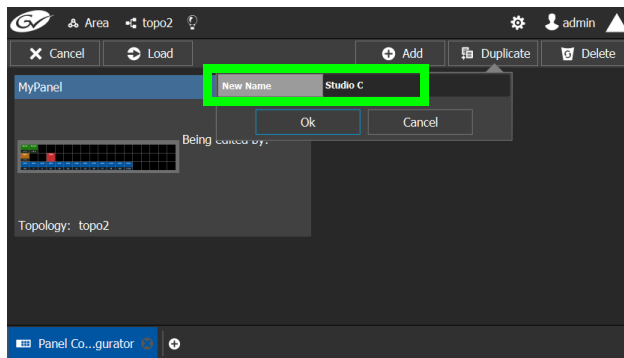 GV Area topo2 admin
Cancel Load Add Duplicate Delete
MyPanel
New Name Studio C
Ok Cancel
Being edited by:
Topology: topo2
Panel Co...gurator